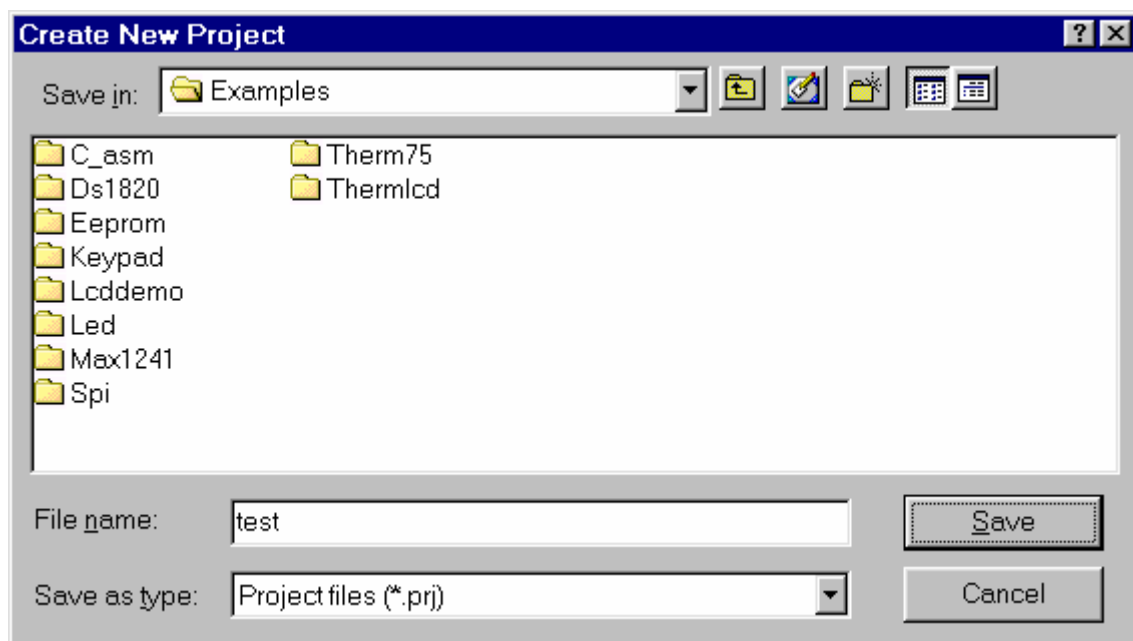 Create New Project
Save in: Examples
C_asm
Ds1820
Eeprom
Keypad
Lcddemo
Led
Max1241
Spi
Therm75
Thermlcd
File name: test Save
Save as type: Project files (*.prj) Cancel